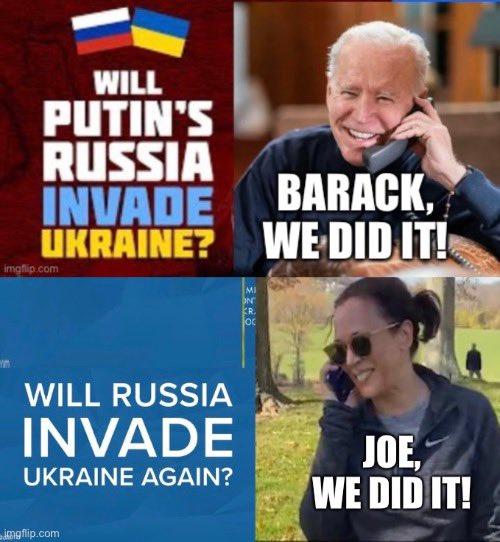 WILL
PUTIN'S
RUSSIA
INVADE
UKRAINE?
BARACK,
WE DID IT!
imgflip.com
WILL RUSSIA
INVADE
UKRAINE AGAIN?
JOE,
WE DID IT!
imgflip.com